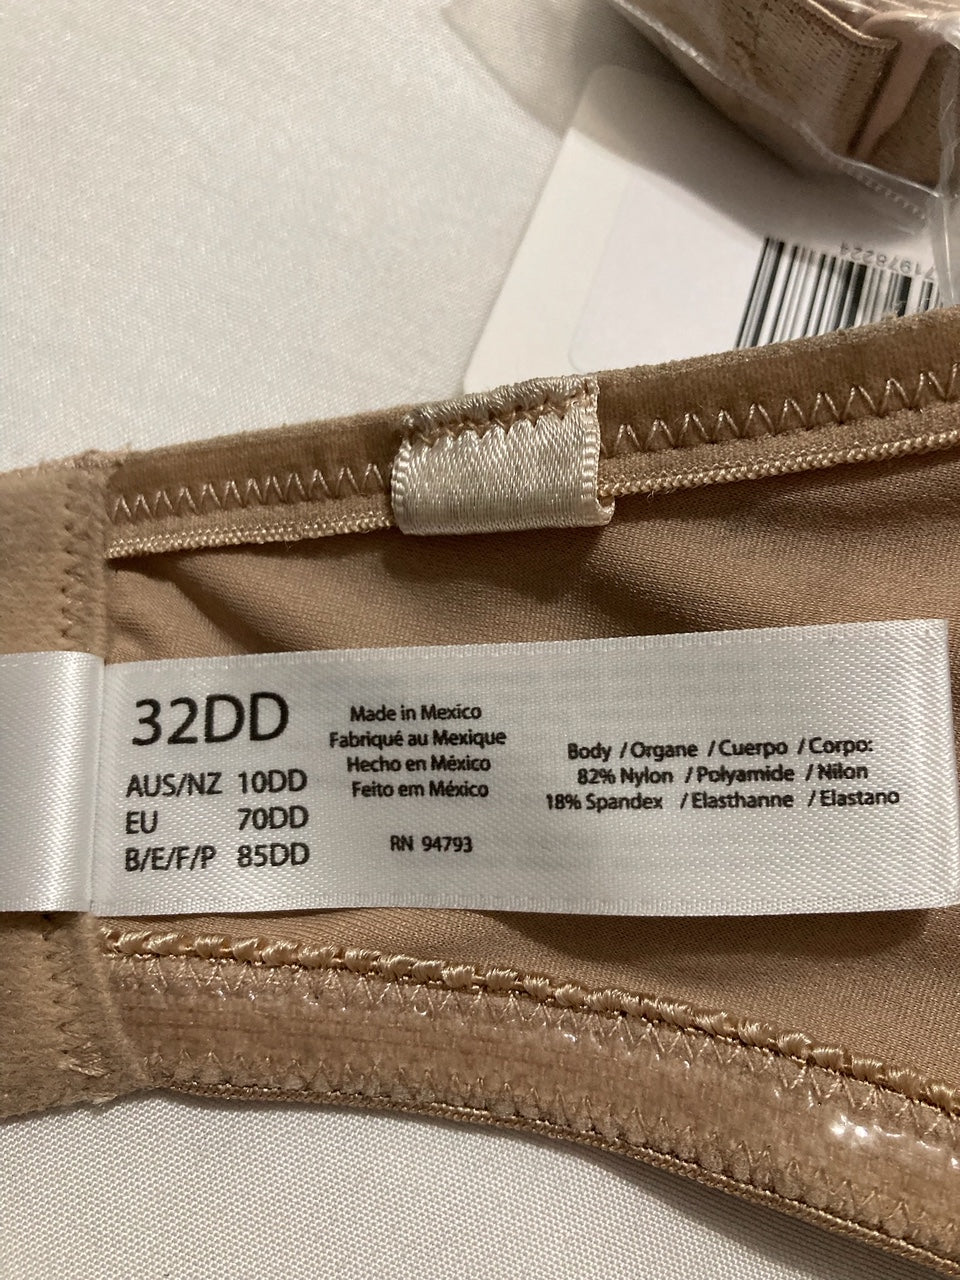 71978224
32DD
AUS/NZ 10DD
EU 70DD
B/E/F/P 85DD
Made in Mexico
Fabriqué au Mexique
Hecho en México
Feito em México
RN 94793
Body / Organe / Cuerpo / Corpo:
82% Nylon / Polyamide / Nilon
18% Spandex / Elasthanne / Elastano